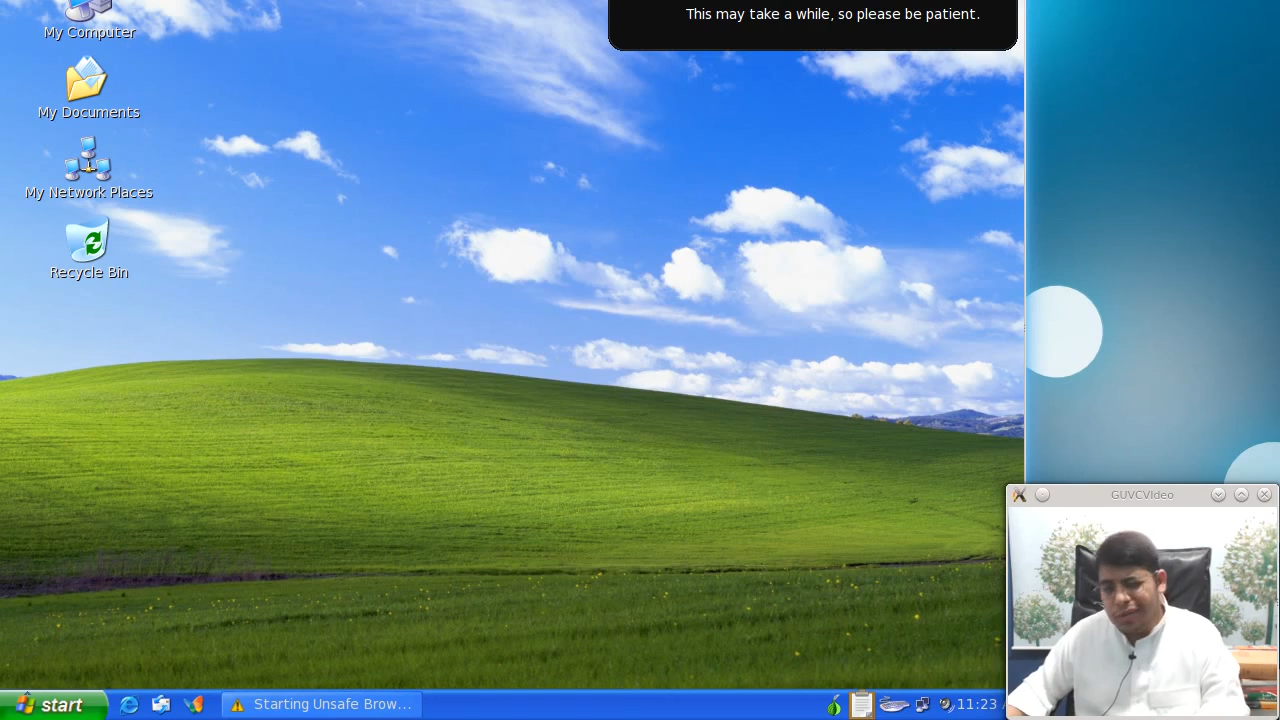 My Computer
This may take a while, so please be patient.
My Documents
My Network Places
Recycle Bin
GUVCVIdeo
start
Starting Unsafe Brow...
11:23